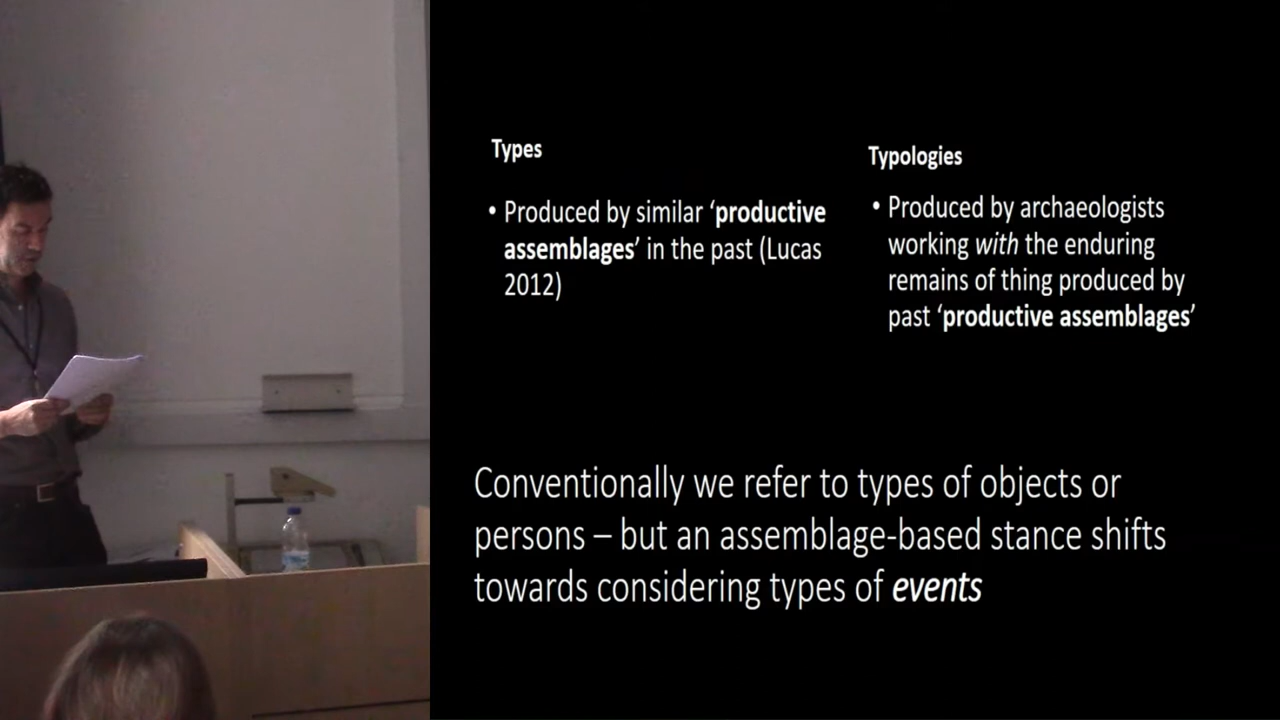 Types
• Produced by similar ‘productive
assemblages’ in the past (Lucas
2012)
Typologies
• Produced by archaeologists
working with the enduring
remains of thing produced by
past ‘productive assemblages’
Conventionally we refer to types of objects or
persons – but an assemblage-based stance shifts
towards considering types of events